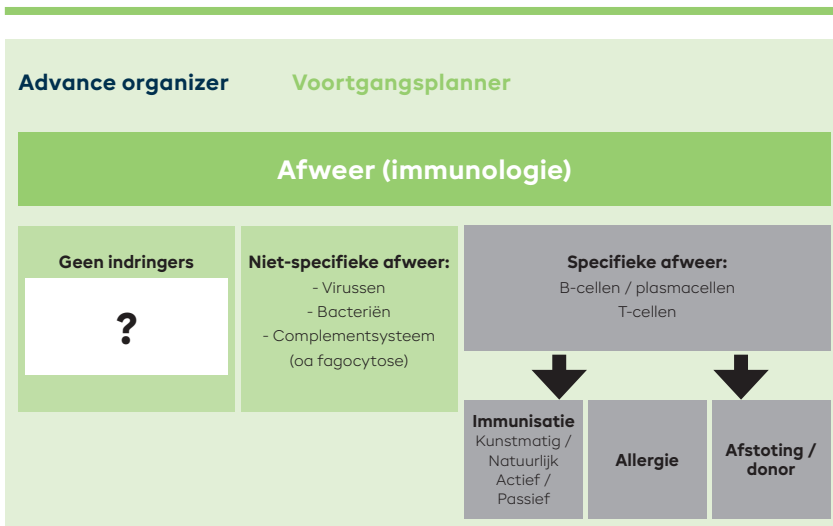 Advance organizer
Voortgangsplanner
Afweer (immunologie)
Geen indringers
?
Niet-specifieke afweer:
- Virussen
- Bacteriën
- Complementsysteem
(oa fagocytose)
Specifieke afweer:
B-cellen / plasmacellen
T-cellen
Immunisatie
Kunstmatig /
Natuurlijk
Actief /
Passief
Allergie
Afstoting /
donor